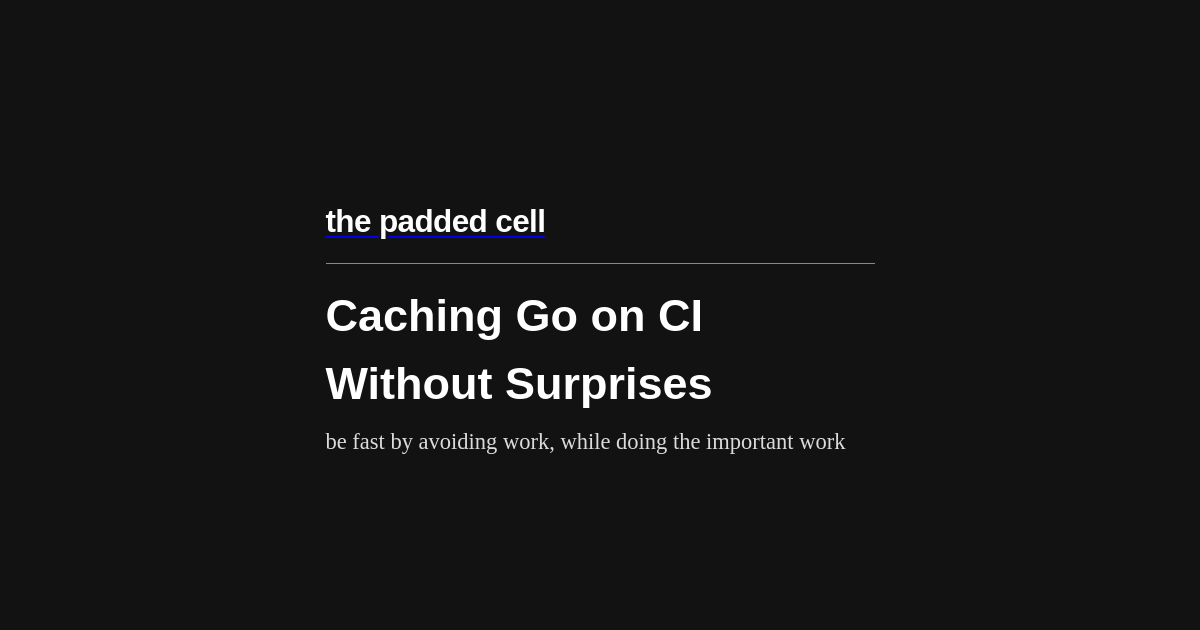 the padded cell
Caching Go on CI
Without Surprises
be fast by avoiding work, while doing the important work